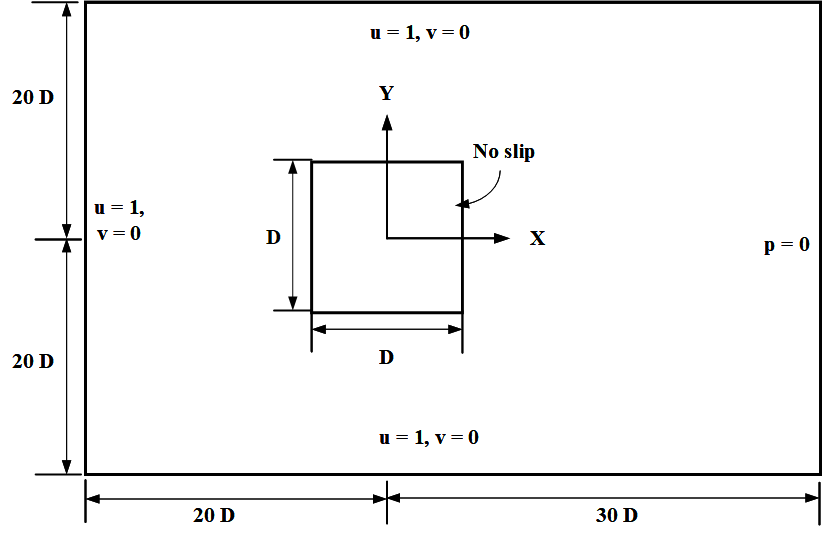 u = 1, v = 0
20 D
Y
No slip
u = 1,
v = 0
D
X
p = 0
D
20 D
u = 1, v = 0
20 D
30 D